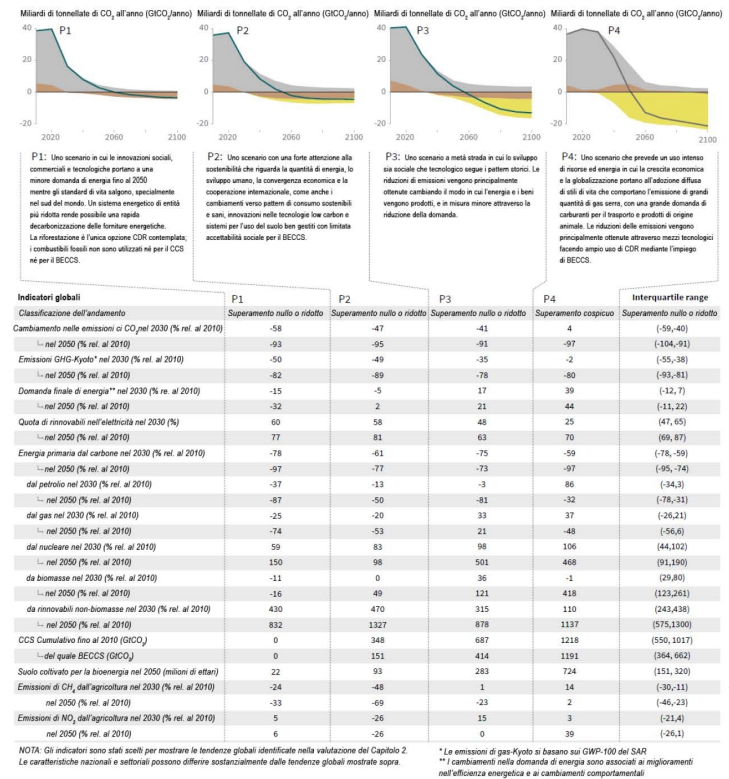 Miliardi di tonnellate di CO2 all'anno (GtCO2/anno) Miliardi di tonnellate di CO2 all'anno (GtCO2/anno) Miliardi di tonnellate di CO2 all'anno (GtCO2/anno) Miliardi di tonnellate di CO2 all'anno (GtCO2/anno)
40 P1 40 P2 40 P3 40 P4
20 20 20 20
0 0 0 0
-20 -20 -20 -20
2020 2060 2100 2020 2060 2100 2020 2060 2100 2020 2060 2100
P1: Uno scenario in cui le innovazioni sociali,
commerciali e tecnologiche portano a una
minore domanda di energia fino al 2050
mentre gli standard di vita salgono, specialmente
nel sud del mondo. Un sistema energetico di entità
più ridotta rende possibile una rapida
decarbonizzazione delle forniture energetiche.
La riforestazione è l'unica opzione CDR contemplata;
i combustibili fossili non sono utilizzati né per il CCS
né per il BECCS.
P2: Uno scenario con una forte attenzione alla
sostenibilità che riguarda la quantità di energia, lo
sviluppo umano, la convergenza economica e la
cooperazione internazionale, come anche i
cambiamenti verso pattern di consumo sostenibili
e sani, innovazioni nelle tecnologie low carbon e
sistemi per l'uso del suolo ben gestiti con limitata
accettabilità sociale per il BECCS.
P3: Uno scenario a metà strada in cui lo sviluppo
sia sociale che tecnologico segue i pattern storici. Le
riduzioni di emissioni vengono principalmente
ottenute cambiando il modo in cui l'energia e i beni
vengono prodotti, e in misura minore attraverso la
riduzione della domanda.
P4: Uno scenario che prevede un uso intenso
di risorse ed energia in cui la crescita economica
e la globalizzazione portano all'adozione diffusa
di stili di vita che comportano l'emissione di grandi
quantità di gas serra, con una grande domanda di
carburanti per il trasporto e prodotti di origine
animale. Le riduzioni delle emissioni vengono
principalmente ottenute attraverso mezzi tecnologici
facendo ampio uso di CDR mediante l'impiego
di BECCS.
Indicatori globali P1 P2 P3 P4 Interquartile range
Classificazione dell'andamento Superamento nullo o ridotto Superamento nullo o ridotto Superamento nullo o ridotto Superamento cospicuo Superamento nullo o ridotto
Cambiamento nelle emissioni ci CO2nel 2030 (% rel. al 2010) -58 -47 -41 4 (-59,-40)
nel 2050 (% rel. al 2010) -93 -95 -91 -97 (-104,-91)
Emissioni GHG-Kyoto* nel 2030 (% rel. al 2010) -50 -49 -35 -2 (-55,-38)
nel 2050 (% rel. al 2010) -82 -89 -78 -80 (-93,-81)
Domanda finale di energia** nel 2030 (% re. al 2010) -15 -5 17 39 (-12, 7)
nel 2050 (% rel. al 2010) -32 2 21 44 (-11, 22)
Quota di rinnovabili nell'elettricità nel 2030 (%) 60 58 48 25 (47, 65)
nel 2050 (% rel. al 2010) 77 81 63 70 (69, 87)
Energia primaria dal carbone nel 2030 (% rel. al 2010) -78 -61 -75 -59 (-78, -59)
nel 2050 (% rel. al 2010) -97 -77 -73 -97 (-95, -74)
dal petrolio nel 2030 (% rel. al 2010) -37 -13 -3 86 (-34,3)
nel 2050 (% rel. al 2010) -87 -50 -81 -32 (-78,-31)
dal gas nel 2030 (% rel. al 2010) -25 -20 33 37 (-26,21)
nel 2050 (% rel. al 2010) -74 -53 21 -48 (-56,6)
dal nucleare nel 2030 (% rel. al 2010) 59 83 98 106 (44,102)
nel 2050 (% rel. al 2010) 150 98 501 468 (91,190)
da biomasse nel 2030 (% rel. al 2010) -11 0 36 -1 (29,80)
nel 2050 (% rel. al 2010) -16 49 121 418 (123,261)
da rinnovabili non-biomasse nel 2030 (% rel. al 2010) 430 470 315 110 (243,438)
nel 2050 (% rel. al 2010) 832 1327 878 1137 (575,1300)
CCS Cumulativo fino al 2010 (GtCO2) 0 348 687 1218 (550, 1017)
del quale BECCS (GtCO2) 0 151 414 1191 (364, 662)
Suolo coltivato per la bioenergia nel 2050 (milioni di ettari) 22 93 283 724 (151, 320)
Emissioni di CH4 dall'agricoltura nel 2030 (% rel. al 2010) -24 -48 1 14 (-30,-11)
nel 2050 (% rel. al 2010) -33 -69 -23 2 (-46,-23)
Emissioni di NO2 dall'agricoltura nel 2030 (% rel. al 2010) 5 -26 15 3 (-21,4)
nel 2050 (% rel. al 2010) 6 -26 0 39 (-26,1)
NOTA: Gli indicatori sono stati scelti per mostrare le tendenze globali identificate nella valutazione del Capitolo 2.
Le caratteristiche nazionali e settoriali possono differire sostanzialmente dalle tendenze globali mostrate sopra.
* Le emissioni di gas-Kyoto si basano sui GWP-100 del SAR
** I cambiamenti nella domanda di energia sono associati ai miglioramenti
nell'efficienza energetica e ai cambiamenti comportamentali